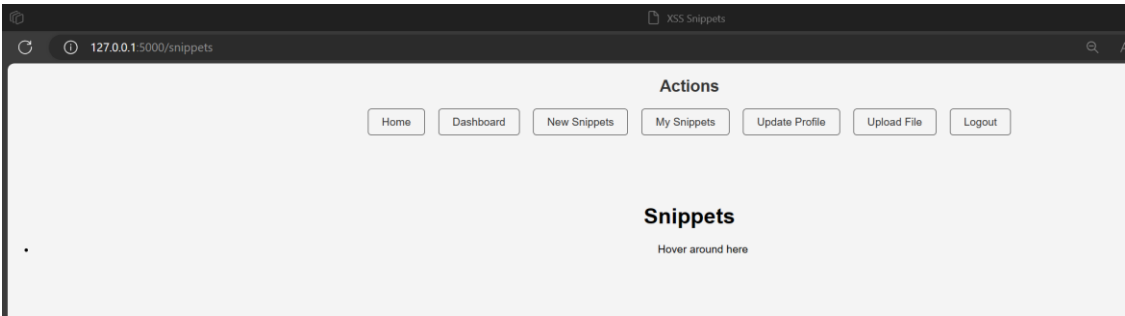 XSS Snippets
127.0.0.1:5000/snippets
Actions
Home Dashboard New Snippets My Snippets Update Profile Upload File Logout
Snippets
Hover around here